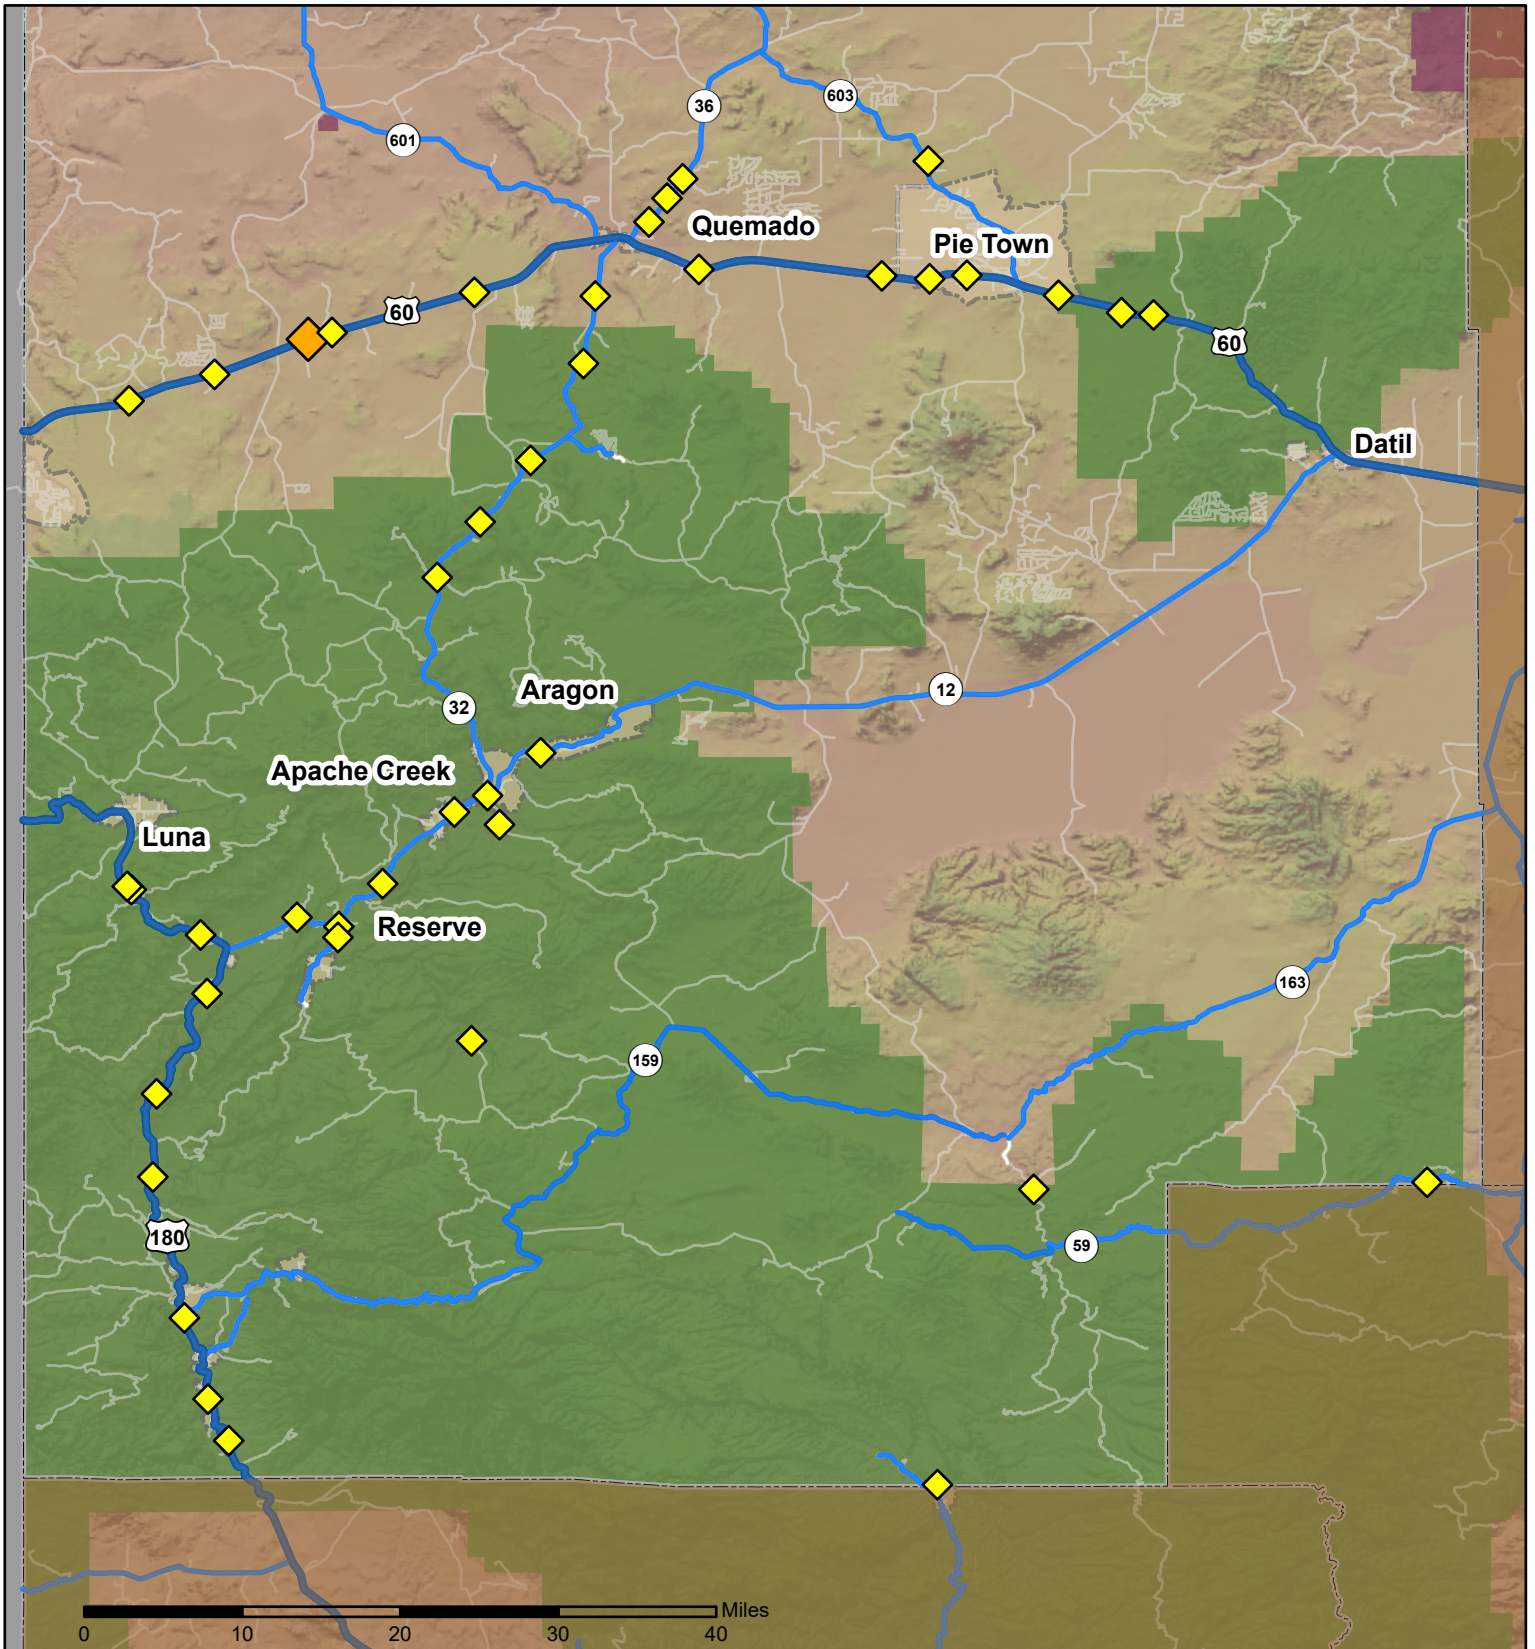 603
36
601
Quemado
Pie Town
60
60
Datil
Aragon
12
32
Apache Creek
Luna
Reserve
163
159
180
59
Miles
0 10 20 30 40